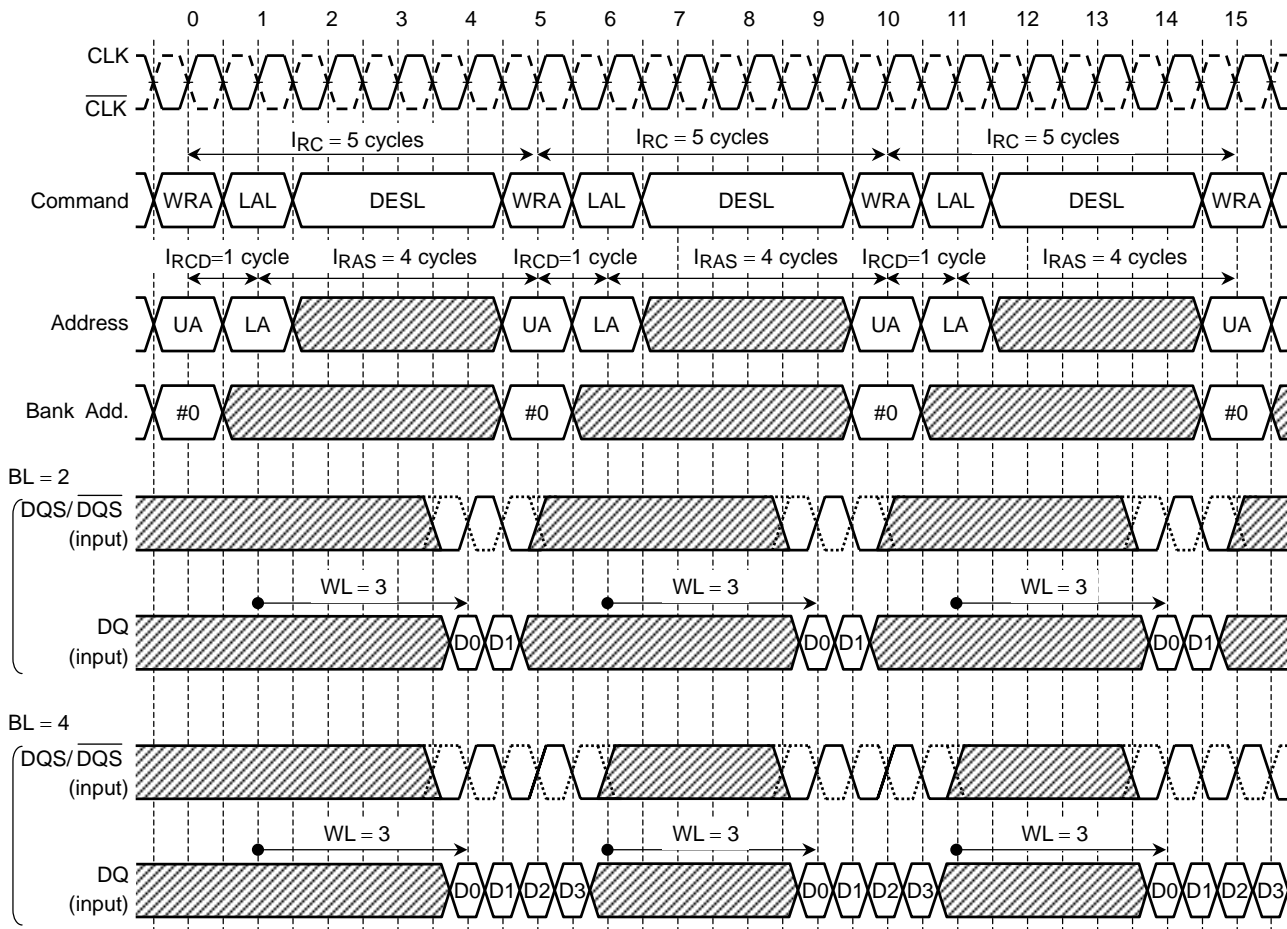 0 1 2 3 4 5 6 7 8 9 10 11 12 13 14 15
CLK
CLK
IRC = 5 cycles IRC = 5 cycles IRC = 5 cycles
Command WRA LAL DESL WRA LAL DESL WRA LAL DESL WRA
IRCD=1 cycle IRAS = 4 cycles IRCD=1 cycle IRAS = 4 cycles IRCD=1 cycle IRAS = 4 cycles
Address UA LA UA LA UA LA UA
Bank Add. #0 #0 #0 #0
BL = 2
DQS/ DQS
(input)
WL = 3 WL = 3 WL = 3
DQ
(input)
D0 D1 D0 D1 D0 D1
BL = 4
DQS/ DQS
(input)
WL = 3 WL = 3 WL = 3
DQ
(input)
D0 D1 D2 D3 D0 D1 D2 D3 D0 D1 D2 D3